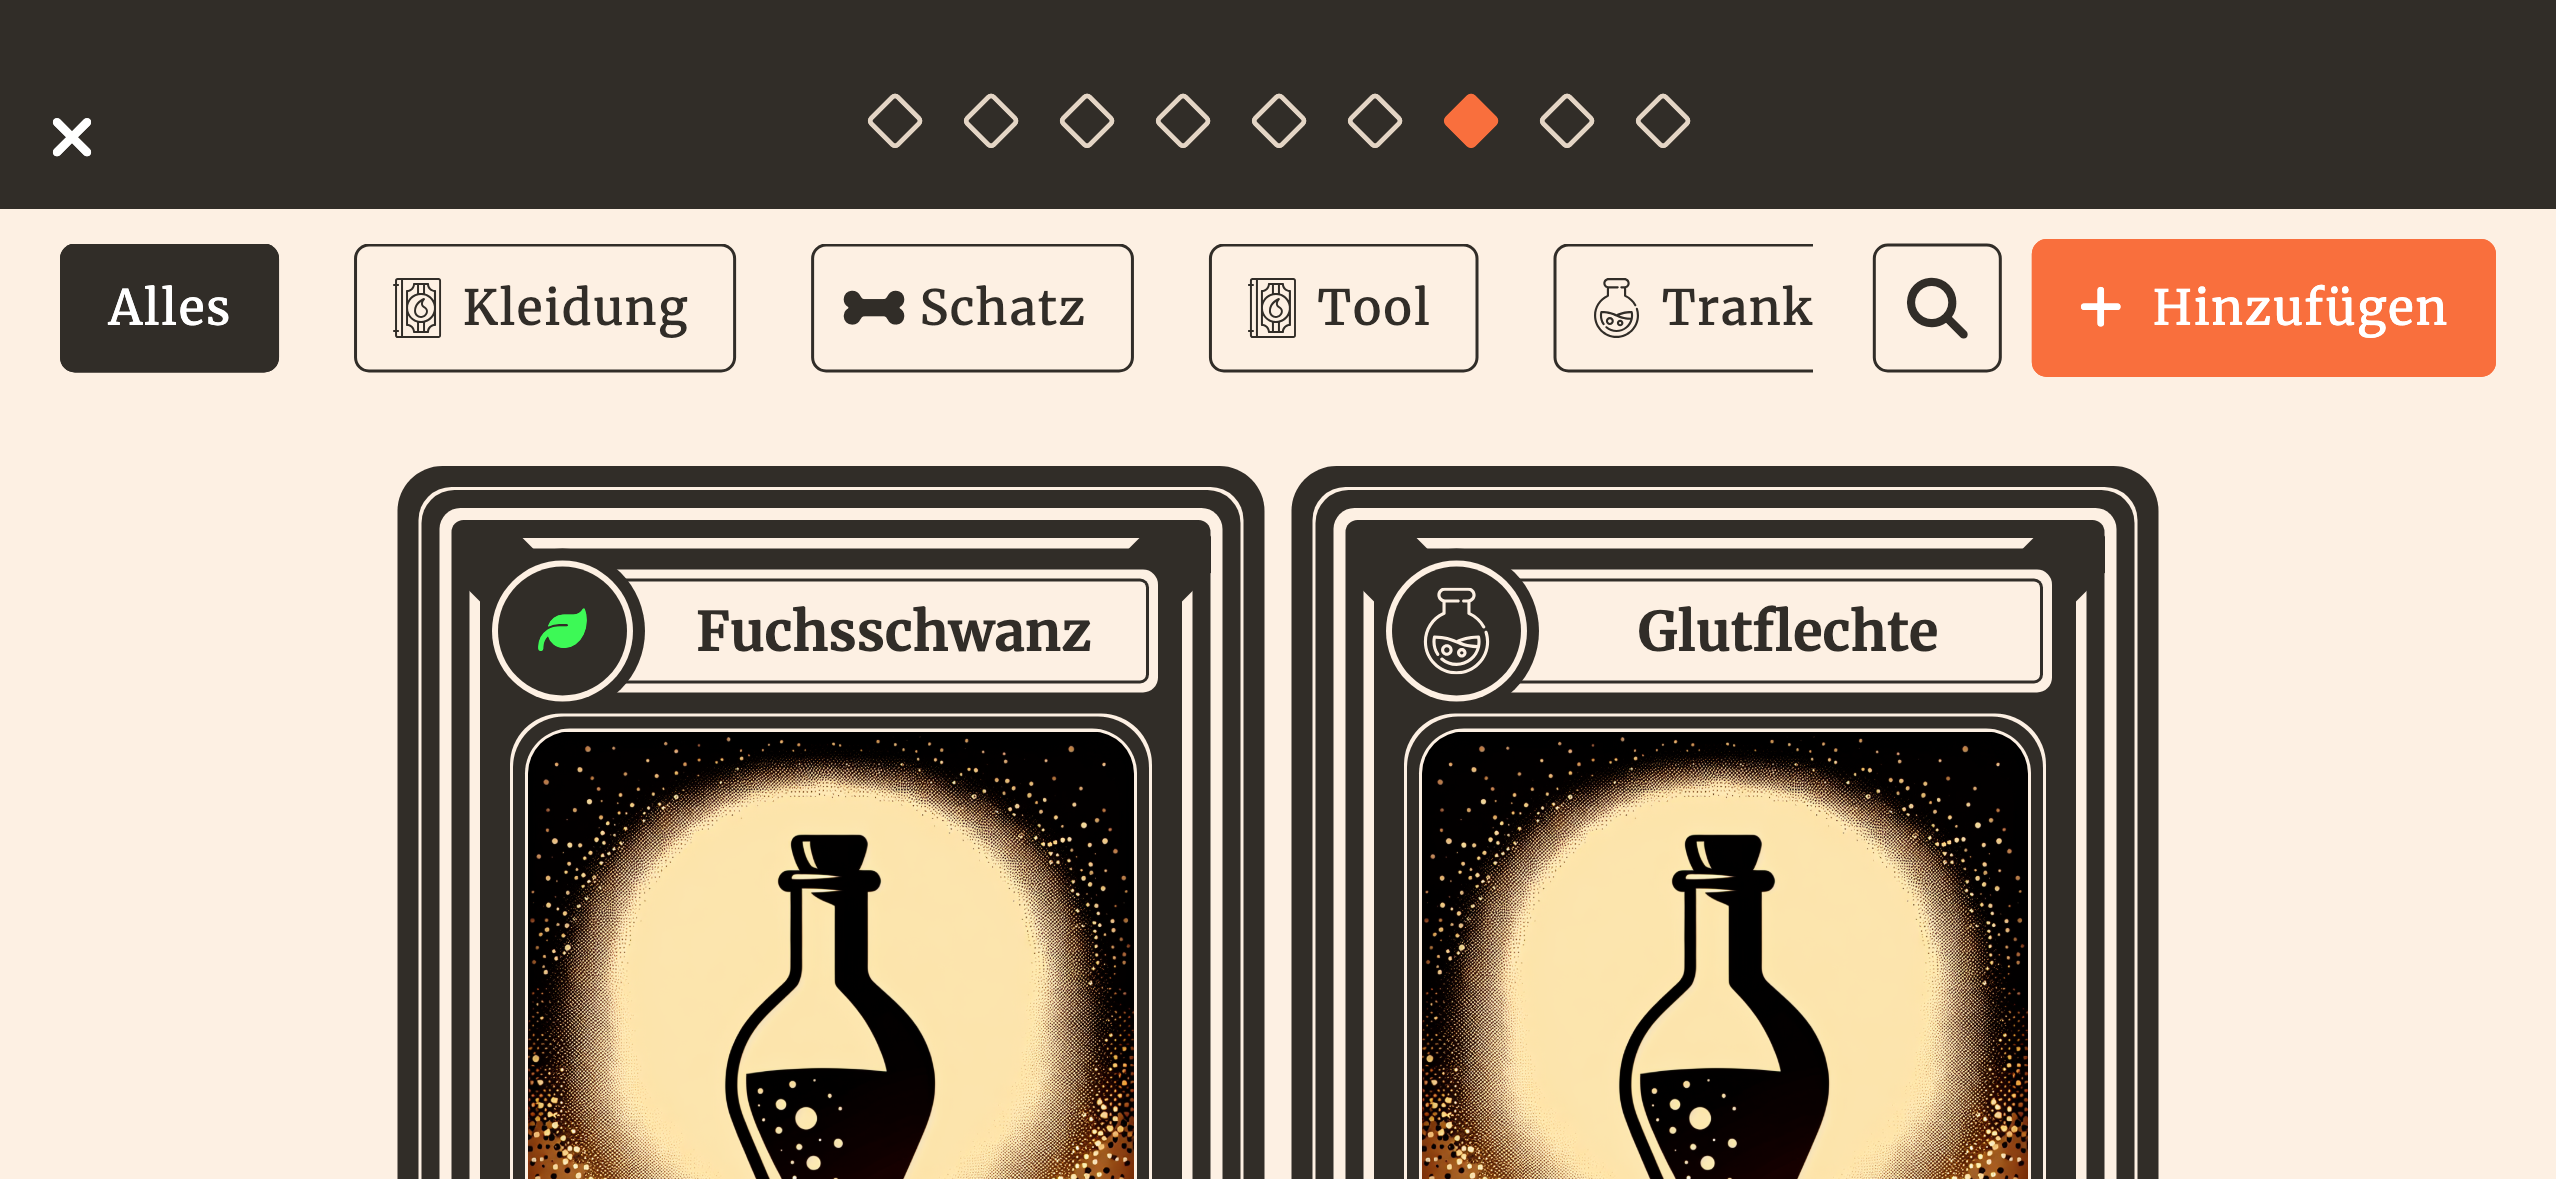 Alles
Kleidung
Schatz
Tool
Trank
Hinzufügen
Fuchsschwanz
Glutflechte